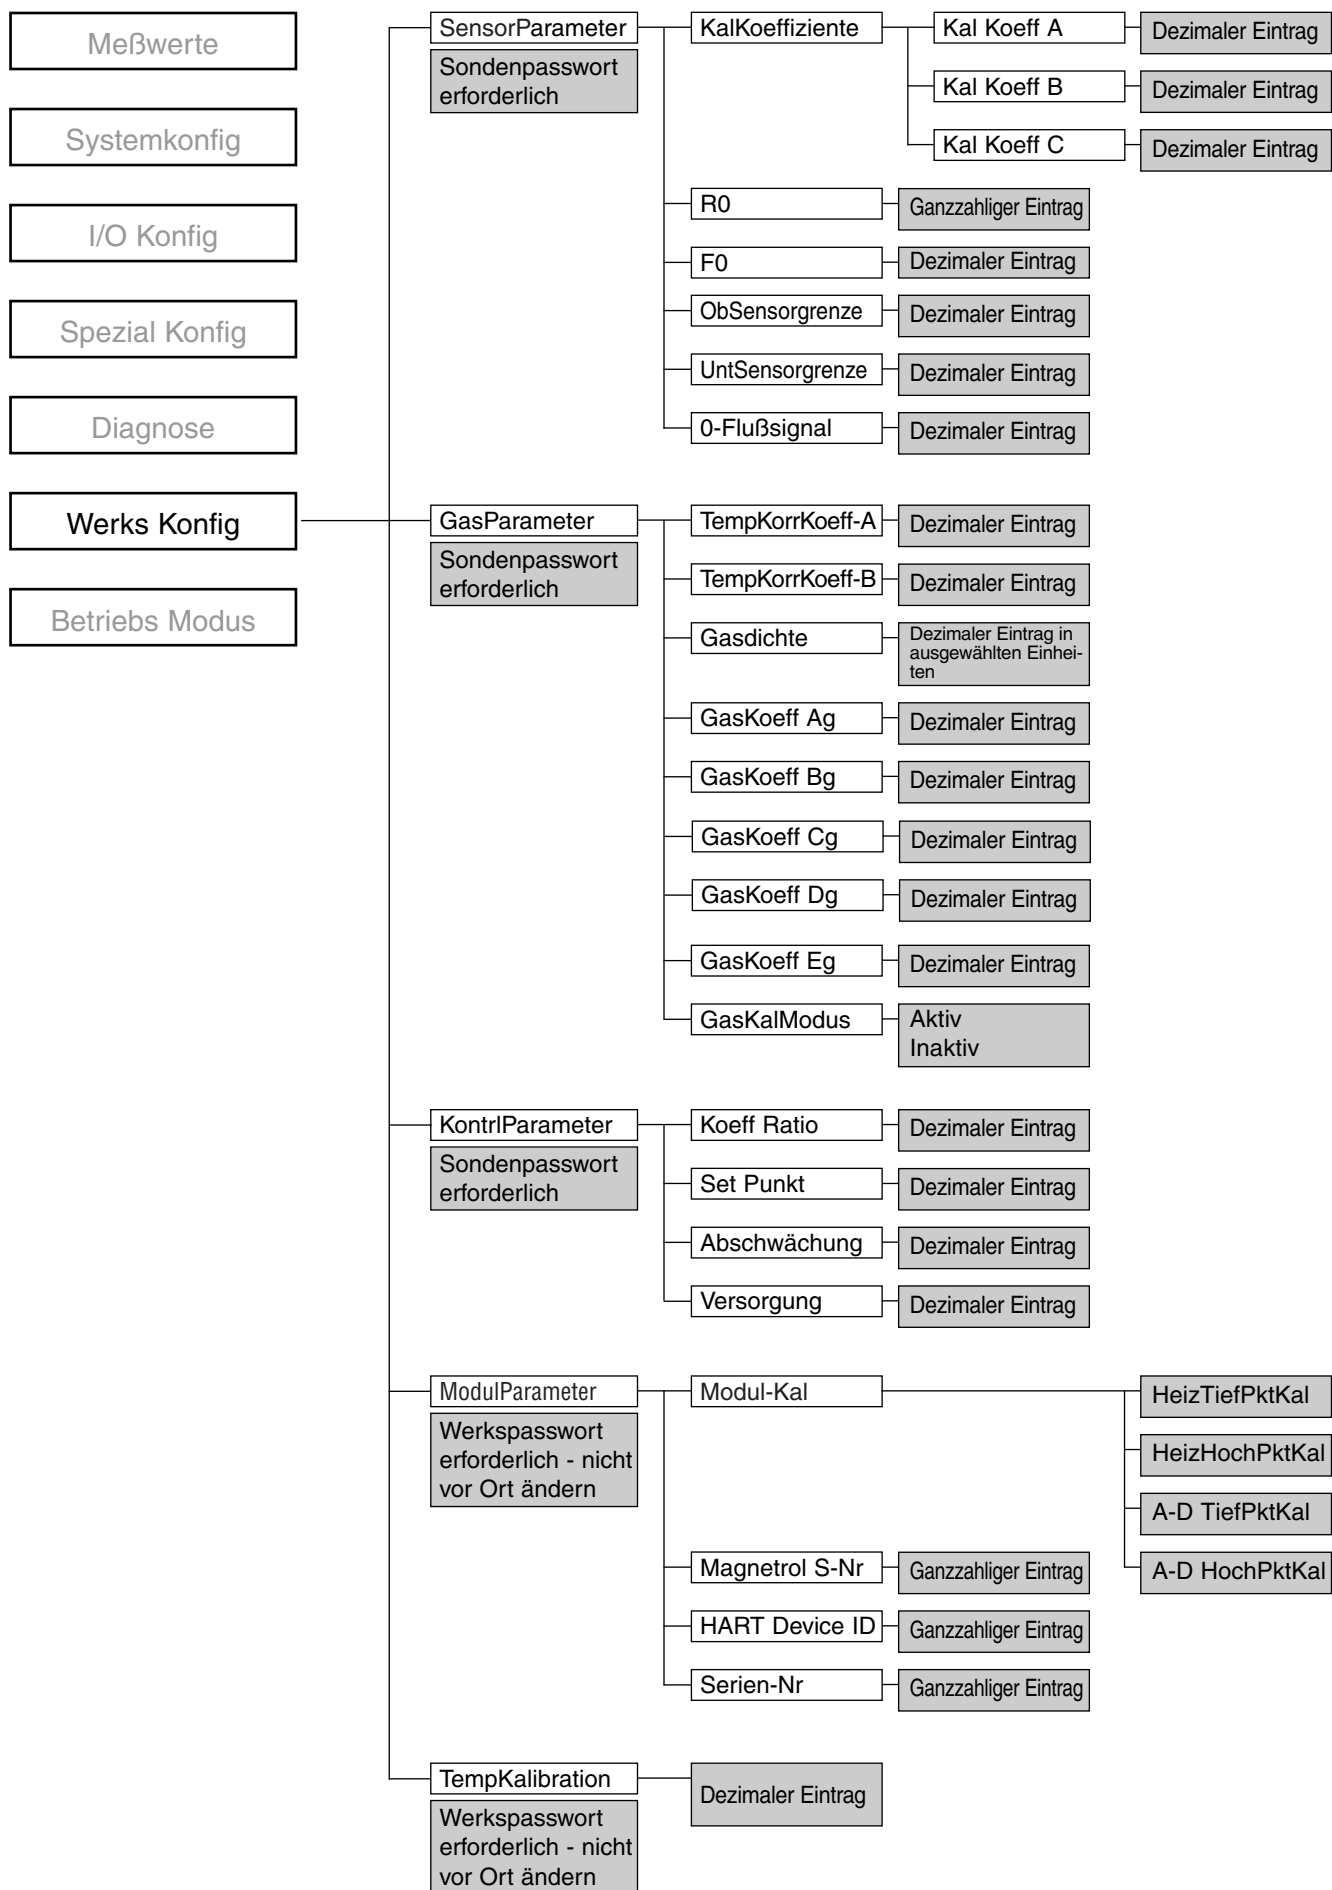 Meßwerte
Systemkonfig
I/O Konfig
Spezial Konfig
Diagnose
Werks Konfig
Betriebs Modus
SensorParameter
Sondenpasswort
erforderlich
KalKoeffiziente
Kal Koeff A
Dezimaler Eintrag
Kal Koeff B
Dezimaler Eintrag
Kal Koeff C
Dezimaler Eintrag
R0
Ganzzahliger Eintrag
F0
Dezimaler Eintrag
ObSensorgrenze
Dezimaler Eintrag
UntSensorgrenze
Dezimaler Eintrag
0-Flußsignal
Dezimaler Eintrag
GasParameter
Sondenpasswort
erforderlich
TempKorrKoeff-A
Dezimaler Eintrag
TempKorrKoeff-B
Dezimaler Eintrag
Gasdichte
Dezimaler Eintrag in
ausgewählten Einhei-
ten
GasKoeff Ag
Dezimaler Eintrag
GasKoeff Bg
Dezimaler Eintrag
GasKoeff Cg
Dezimaler Eintrag
GasKoeff Dg
Dezimaler Eintrag
GasKoeff Eg
Dezimaler Eintrag
GasKalModus
Aktiv
Inaktiv
KontrlParameter
Sondenpasswort
erforderlich
Koeff Ratio
Dezimaler Eintrag
Set Punkt
Dezimaler Eintrag
Abschwächung
Dezimaler Eintrag
Versorgung
Dezimaler Eintrag
ModulParameter
Werkspasswort
erforderlich - nicht
vor Ort ändern
Modul-Kal
HeizTiefPktKal
HeizHochPktKal
A-D TiefPktKal
A-D HochPktKal
Magnetrol S-Nr
Ganzzahliger Eintrag
HART Device ID
Ganzzahliger Eintrag
Serien-Nr
Ganzzahliger Eintrag
TempKalibration
Werkspasswort
erforderlich - nicht
vor Ort ändern
Dezimaler Eintrag